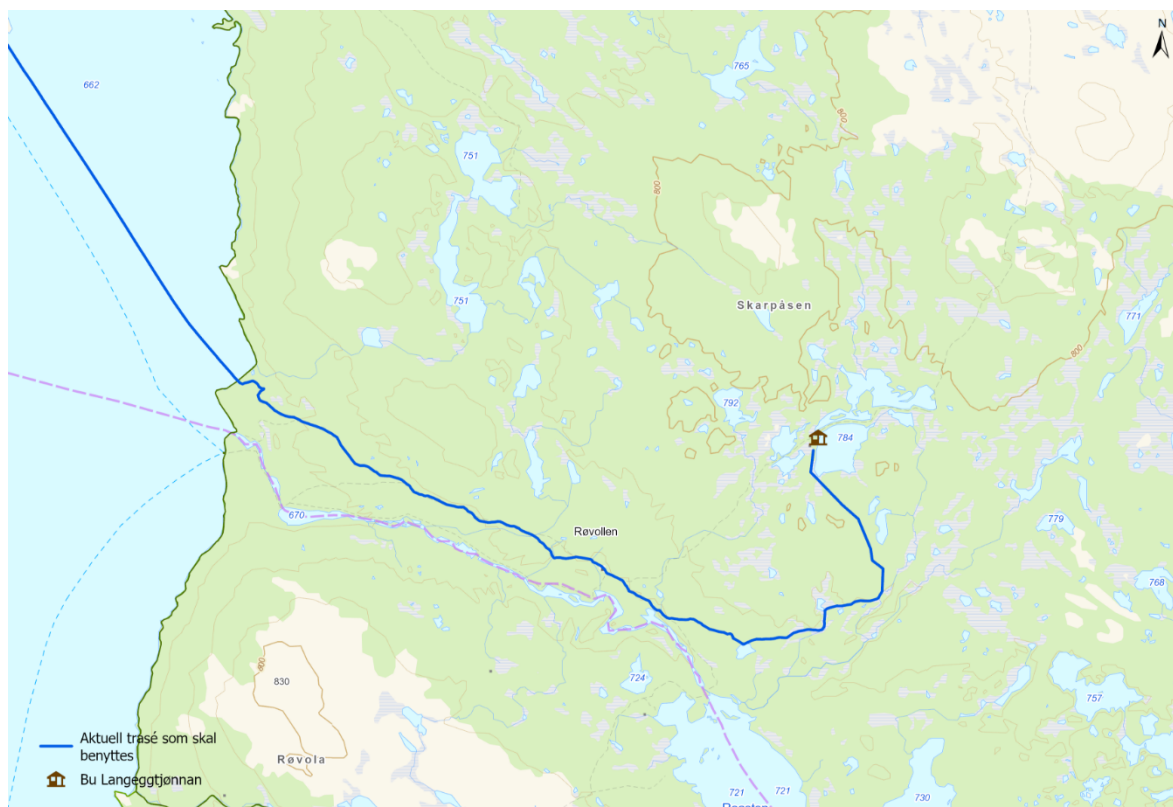 N
662
765
800
751
751
Skarpåsen
771
800
792
784
670
Røvollen
779
768
800
830
724
757
Aktuell trasé som skal
benyttes
Røvola
Bu Langeggtjønnan
721
721
730